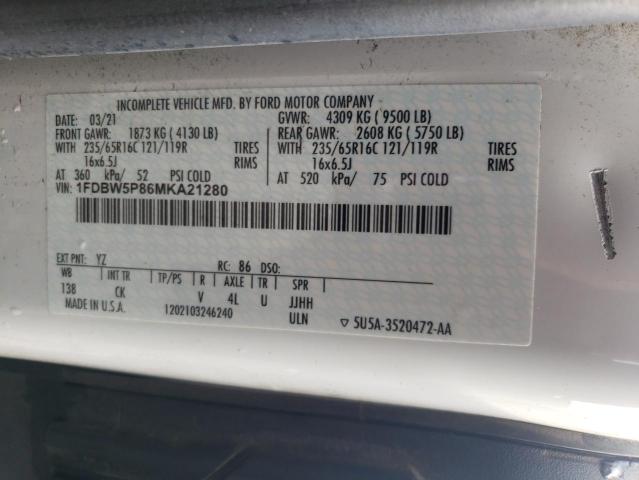 INCOMPLETE VEHICLE MFD. BY FORD MOTOR COMPANY
DATE: 03/21 GVWR: 4309 KG ( 9500 LB)
FRONT GAWR: 1873 KG ( 4130 LB) REAR GAWR: 2608 KG ( 5750 LB)
WITH 235/65R16C 121/119R TIRES WITH 235/65R16C 121/119R TIRES
16x6.5J RIMS 16x6.5J RIMS
AT 360 kPa/ 52 PSI COLD AT 520 kPa/ 75 PSI COLD
VIN: 1FDBW5P86MKA21280
EXT PNT: YZ RC: 86 DSO:
WB INT TR TP/PS R AXLE TR SPR
138 CK V 4L U JJHH
MADE IN U.S.A. 1202103246240 ULN ▽ 5U5A-3520472-AA